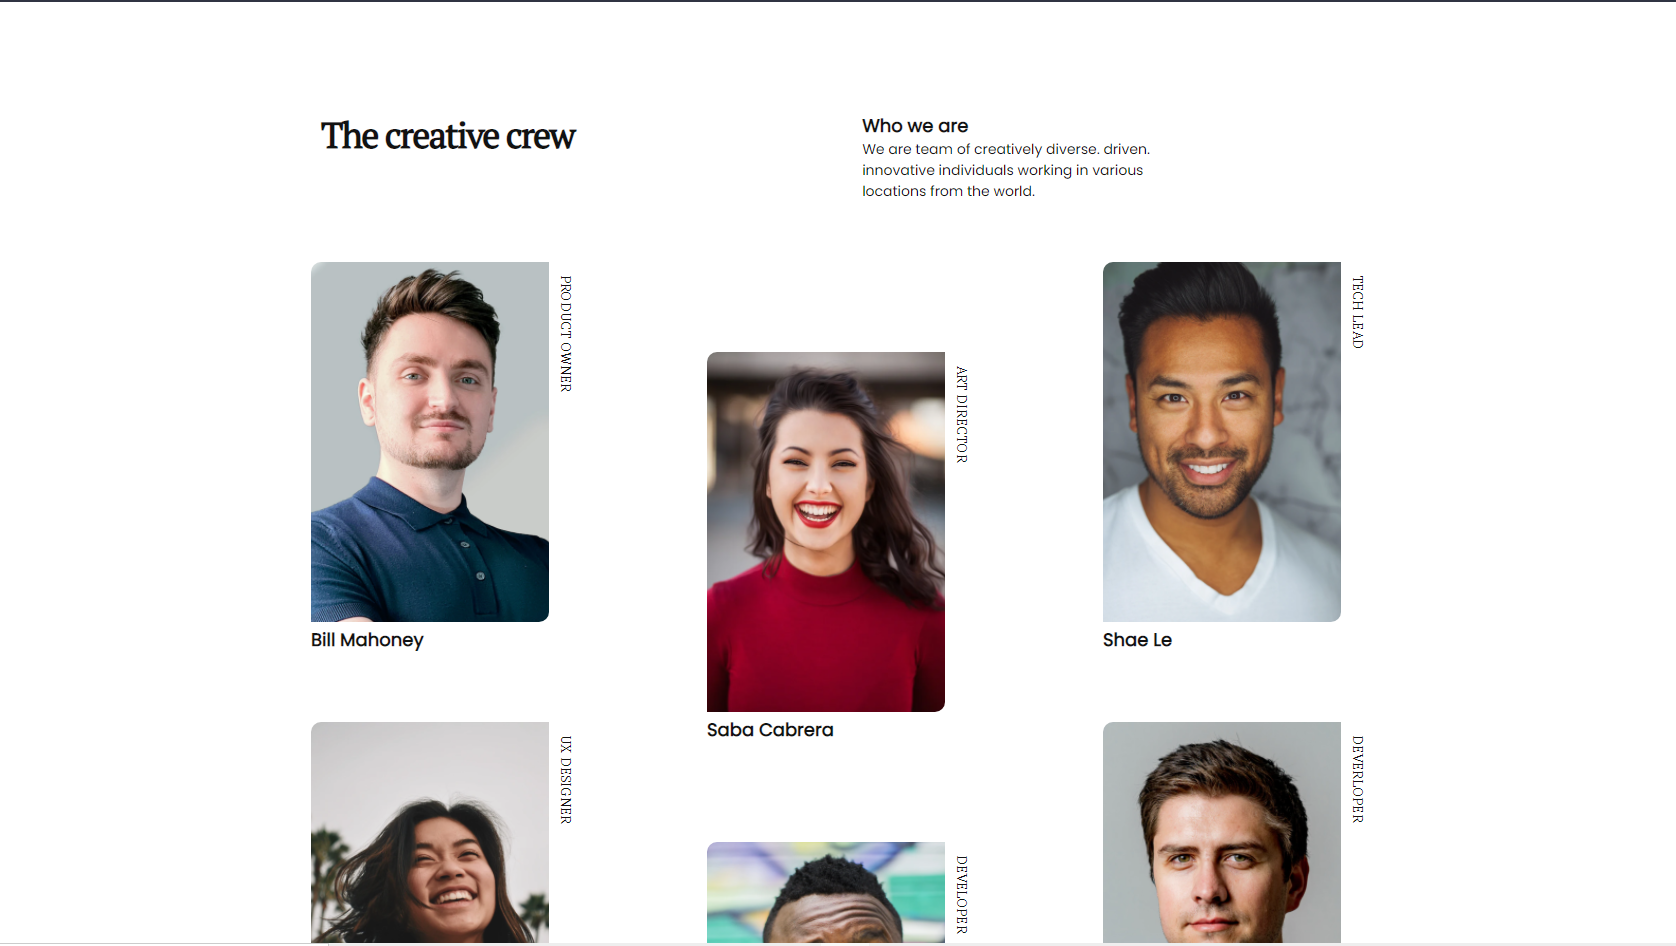 The creative crew
Who we are
We are team of creatively diverse. driven.
innovative individuals working in various
locations from the world.
PRODUCT OWNER
Bill Mahoney
ART DIRECTOR
Saba Cabrera
TECH LEAD
Shae Le
UX DESIGNER
DEVELOPER
DEVERLOPER